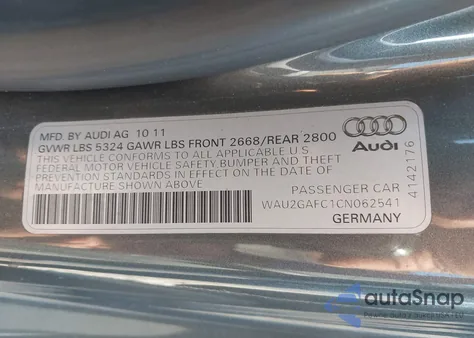 MFD. BY AUDI AG 10 11
GVWR LBS 5324 GAWR LBS FRONT 2668/REAR 2800
THIS VEHICLE CONFORMS TO ALL APPLICABLE U.S.
FEDERAL MOTOR VEHICLE SAFETY, BUMPER AND THEFT
PREVENTION STANDARDS IN EFFECT ON THE DATE OF
MANUFACTURE SHOWN ABOVE.
Audi
4142176
PASSENGER CAR
WAU2GAFC1CN062541
GERMANY
autoSnap